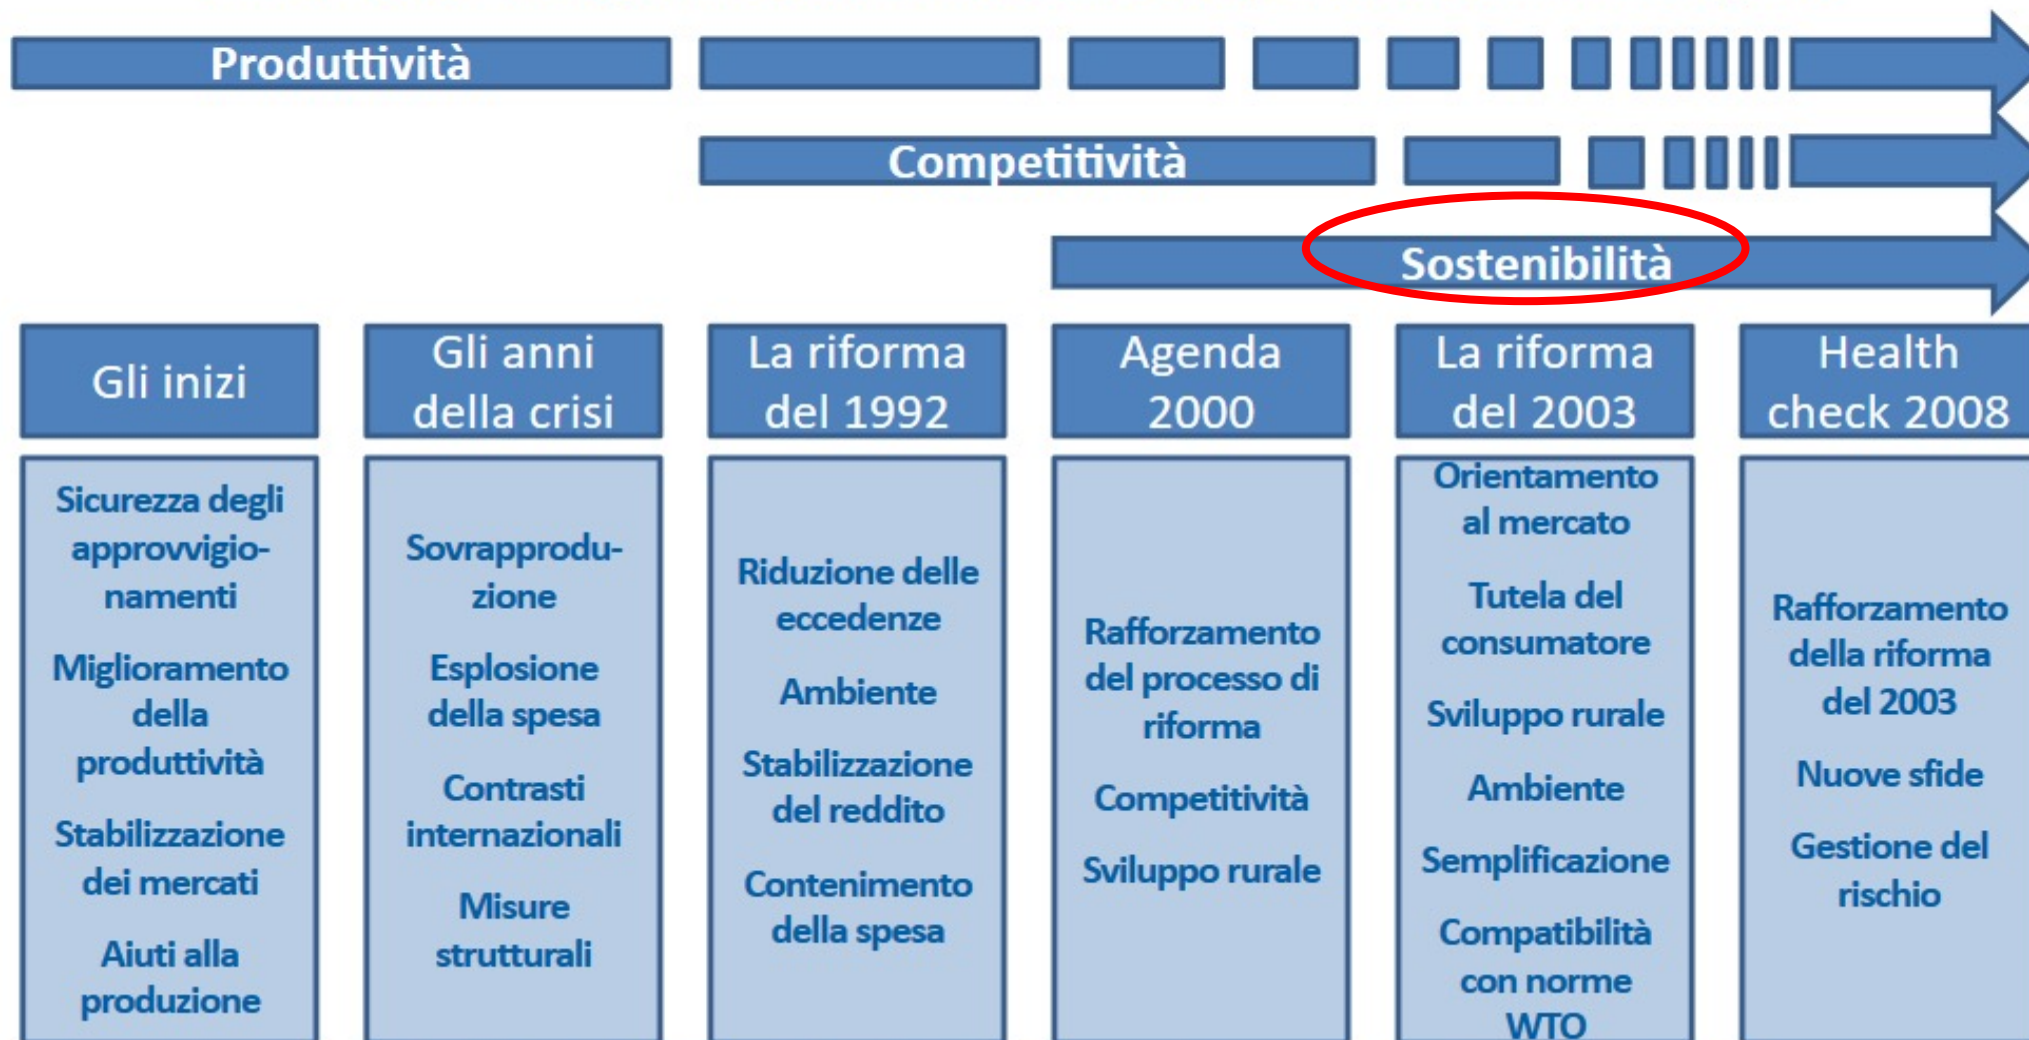 Produttività
Competitività
Sostenibilità
Gli inizi
Sicurezza degli
approvvigio-
namenti
Miglioramento
della
produttività
Stabilizzazione
dei mercati
Aiuti alla
produzione
Gli anni
della crisi
Sovrapprodu-
zione
Esplosione
della spesa
Contrasti
internazionali
Misure
strutturali
La riforma
del 1992
Riduzione delle
eccedenze
Ambiente
Stabilizzazione
del reddito
Contenimento
della spesa
Agenda
2000
Rafforzamento
del processo di
riforma
Competitività
Sviluppo rurale
La riforma
del 2003
Orientamento
al mercato
Tutela del
consumatore
Sviluppo rurale
Ambiente
Semplificazione
Compatibilità
con norme
WTO
Health
check 2008
Rafforzamento
della riforma
del 2003
Nuove sfide
Gestione del
rischio